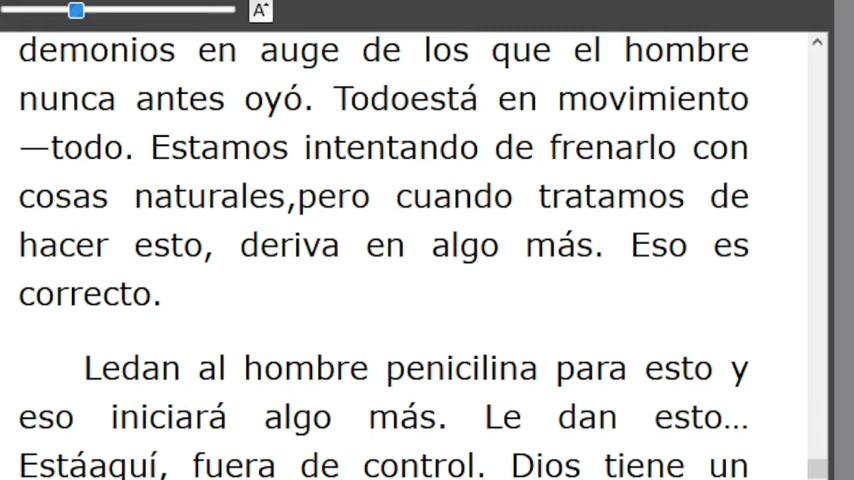 A
demonios en auge de los que el hombre
nunca antes oyó. Todoestá en movimiento
—todo. Estamos intentando de frenarlo con
cosas naturales,pero cuando tratamos de
hacer esto, deriva en algo más. Eso es
correcto.
Ledan al hombre penicilina para esto y
eso iniciará algo más. Le dan esto...
Estáaquí, fuera de control. Dios tiene un